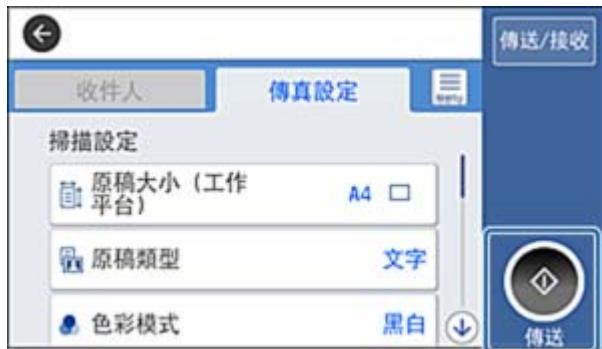 傳送/接收
收件人
傳真設定
Menu
掃描設定
原稿大小（工作
平台）
A4
原稿類型
文字
色彩模式
黑白
傳送